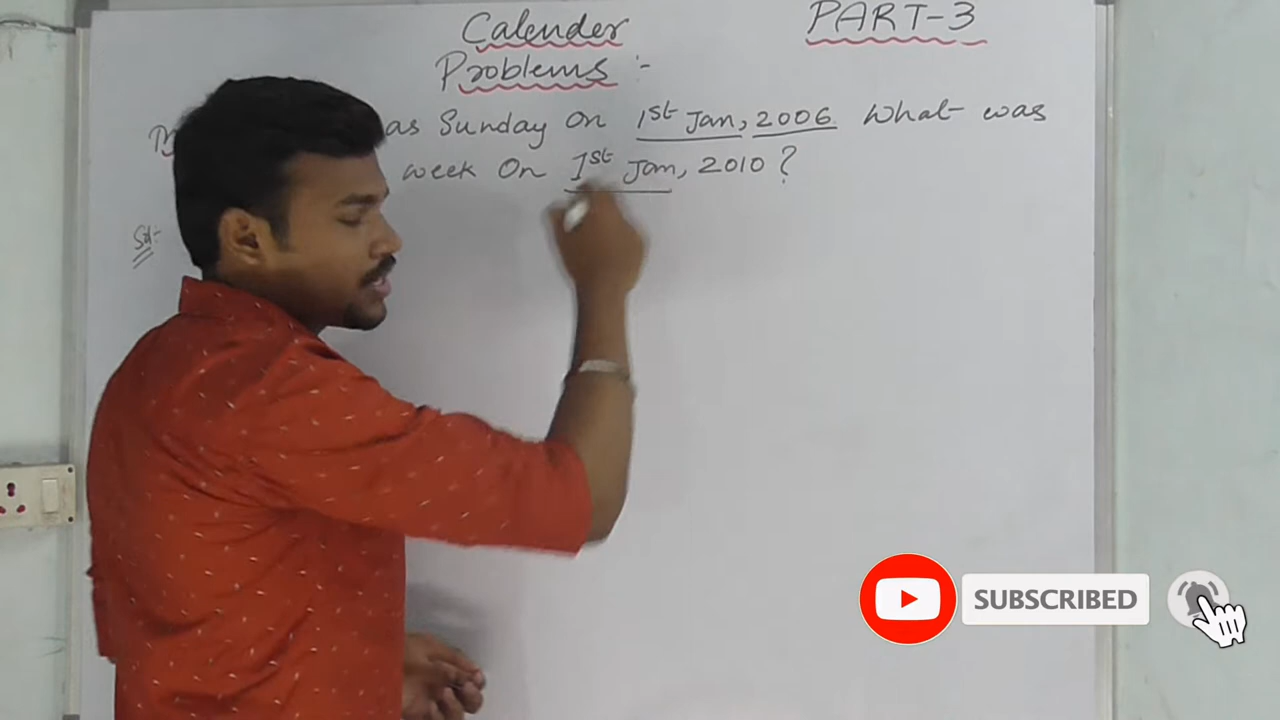 Calender PART-3
Problems :-
as Sunday On 1st Jan, 2006 What was
week On 1st Jan, 2010 ?
Sol:-
SUBSCRIBED